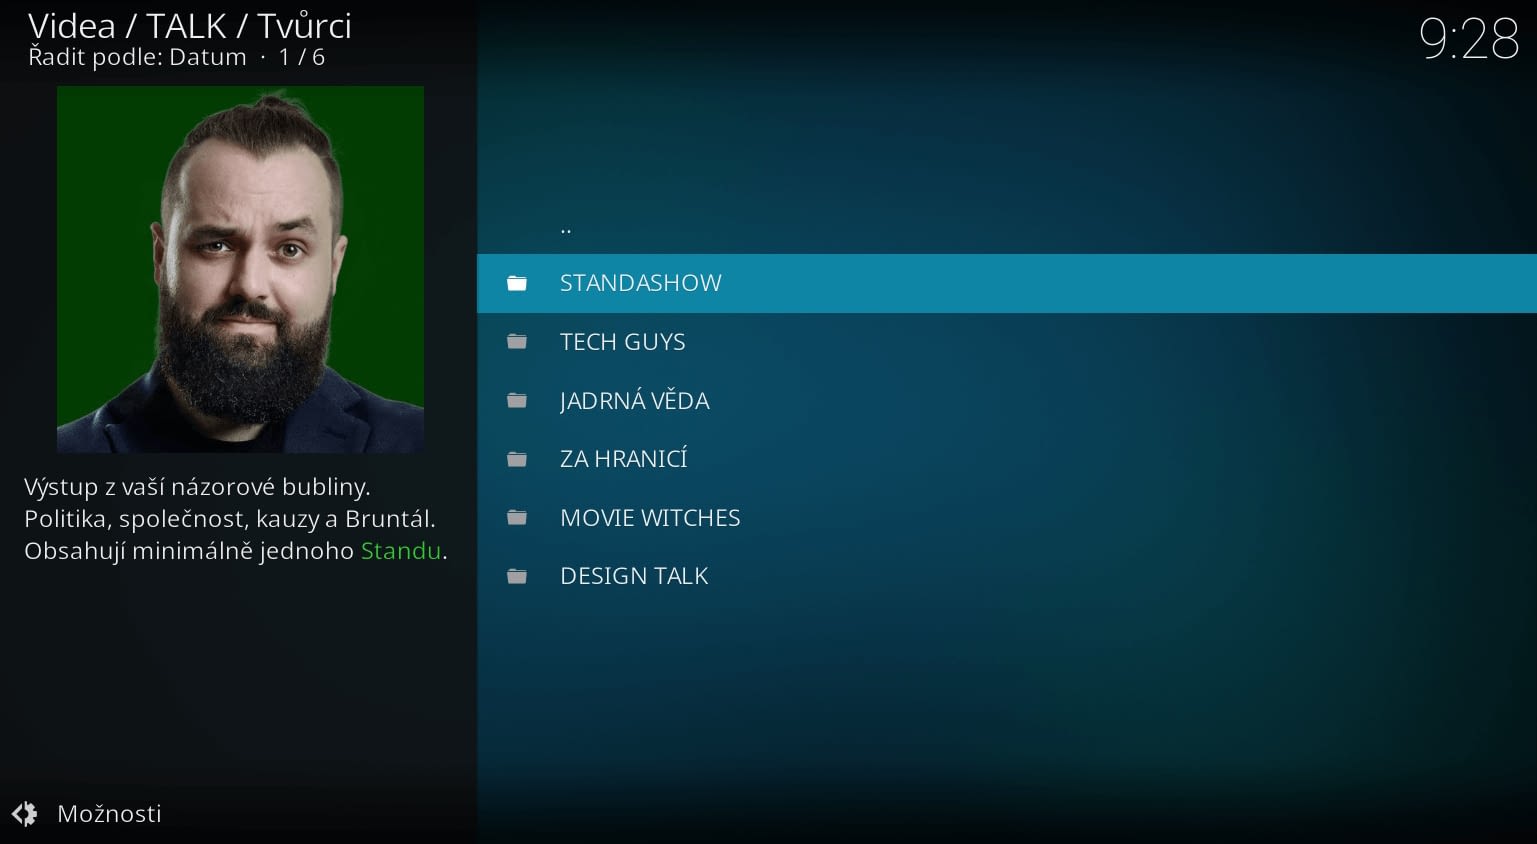 Videa / TALK / Tvůrci
Řadit podle: Datum · 1 / 6
9:28
Výstup z vaší názorové bubliny.
Politika, společnost, kauzy a Bruntál.
Obsahují minimálně jednoho Standu.
..
STANDASHOW
TECH GUYS
JADRNÁ VĚDA
ZA HRANICÍ
MOVIE WITCHES
DESIGN TALK
Možnosti